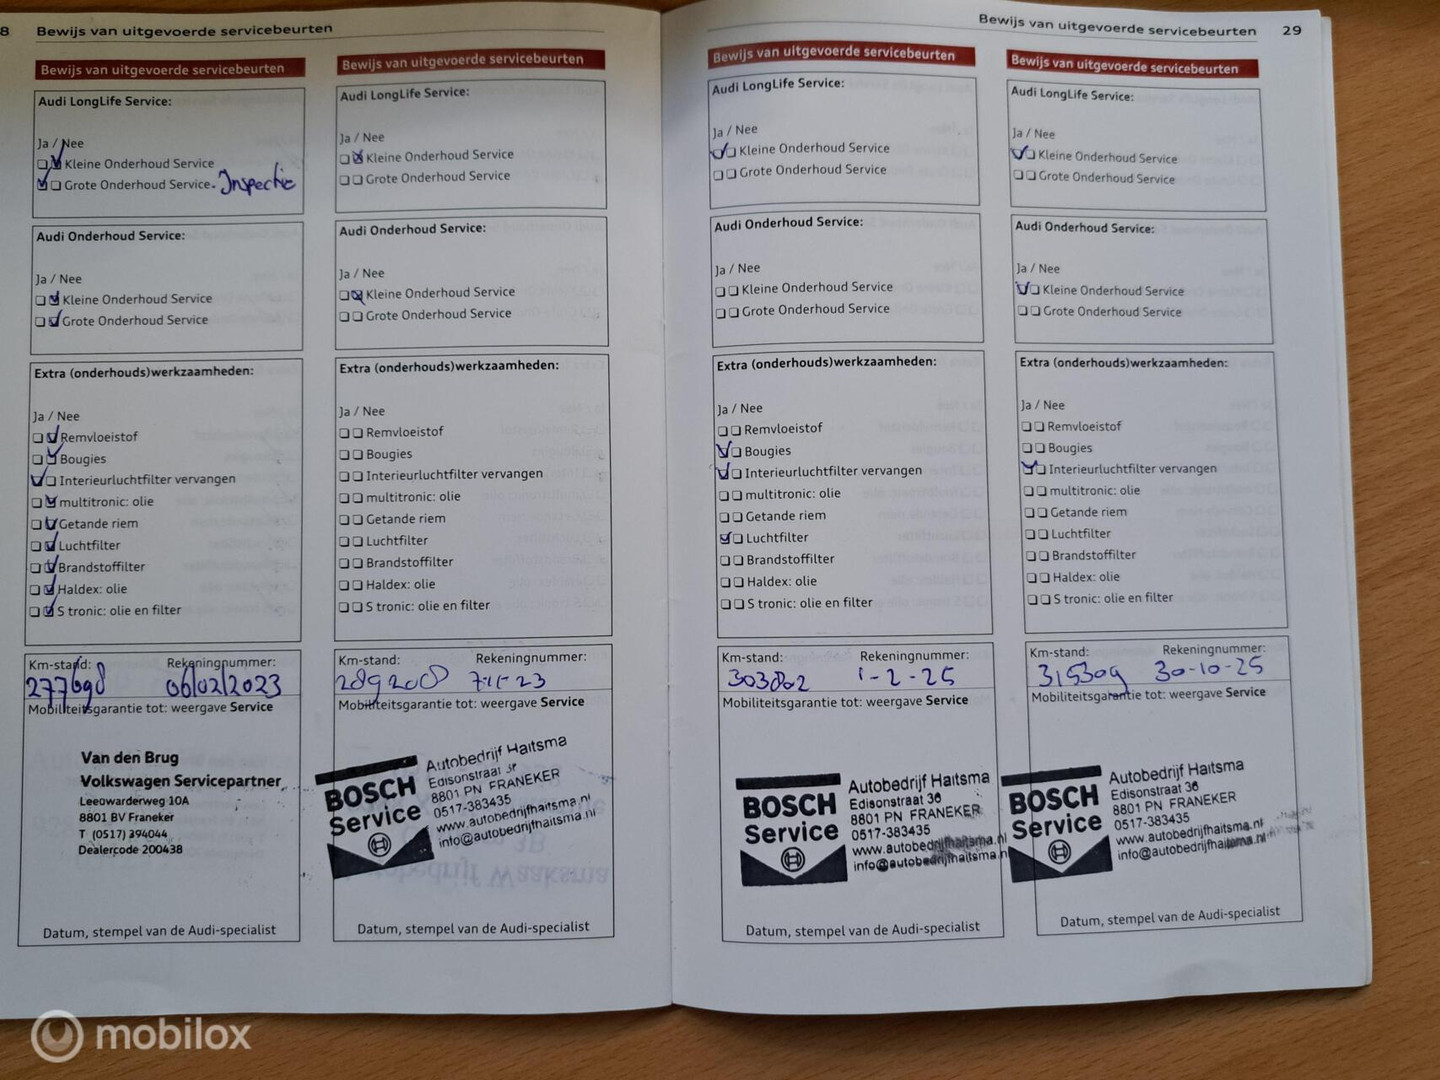 8 Bewijs van uitgevoerde servicebeurten
Bewijs van uitgevoerde servicebeurten
Audi LongLife Service:
Ja / Nee
Kleine Onderhoud Service
Grote Onderhoud Service - Inspectie
Audi Onderhoud Service:
Ja / Nee
Kleine Onderhoud Service
Grote Onderhoud Service
Extra (onderhouds)werkzaamheden:
Ja / Nee
Remvloeistof
Bougies
Interieurluchtfilter vervangen
multitronic: olie
Getande riem
Luchtfilter
Brandstoffilter
Haldex: olie
S tronic: olie en filter
Km-stand: Rekeningnummer:
277698 06/02/2023
Mobiliteitsgarantie tot: weergave Service
Van den Brug
Volkswagen Servicepartner
Leeuwarderweg 10A
8801 BV Franeker
T (0517) 394044
Dealercode 200438
Datum, stempel van de Audi-specialist
Bewijs van uitgevoerde servicebeurten
Audi LongLife Service:
Ja / Nee
Kleine Onderhoud Service
Grote Onderhoud Service
Audi Onderhoud Service:
Ja / Nee
Kleine Onderhoud Service
Grote Onderhoud Service
Extra (onderhouds)werkzaamheden:
Ja / Nee
Remvloeistof
Bougies
Interieurluchtfilter vervangen
multitronic: olie
Getande riem
Luchtfilter
Brandstoffilter
Haldex: olie
S tronic: olie en filter
Km-stand: Rekeningnummer:
289208
Mobiliteitsgarantie tot: weergave Service
BOSCH
Service
Autobedrijf Haitsma
Edisonstraat
8801 PN FRANEKER
0517-383435
www.autobedrijfhaitsma.nl
info@autobedrijfhaitsma.nl
Datum, stempel van de Audi-specialist
Bewijs van uitgevoerde servicebeurten 29
Bewijs van uitgevoerde servicebeurten
Audi LongLife Service:
Ja / Nee
Kleine Onderhoud Service
Grote Onderhoud Service
Audi Onderhoud Service:
Ja / Nee
Kleine Onderhoud Service
Grote Onderhoud Service
Extra (onderhouds)werkzaamheden:
Ja / Nee
Remvloeistof
Bougies
Interieurluchtfilter vervangen
multitronic: olie
Getande riem
Luchtfilter
Brandstoffilter
Haldex: olie
S tronic: olie en filter
Km-stand: Rekeningnummer:
303802 1-2-25
Mobiliteitsgarantie tot: weergave Service
BOSCH
Service
Autobedrijf Haitsma
Edisonstraat 36
8801 PN FRANEKER
0517-383435
www.autobedrijfhaitsma.nl
info@autobedrijfhaitsma.nl
Datum, stempel van de Audi-specialist
Bewijs van uitgevoerde servicebeurten
Audi LongLife Service:
Ja / Nee
Kleine Onderhoud Service
Grote Onderhoud Service
Audi Onderhoud Service:
Ja / Nee
Kleine Onderhoud Service
Grote Onderhoud Service
Extra (onderhouds)werkzaamheden:
Ja / Nee
Remvloeistof
Bougies
Interieurluchtfilter vervangen
multitronic: olie
Getande riem
Luchtfilter
Brandstoffilter
Haldex: olie
S tronic: olie en filter
Km-stand: Rekeningnummer:
315309 30-10-25
Mobiliteitsgarantie tot: weergave Service
BOSCH
Service
Autobedrijf Haitsma
Edisonstraat 36
8801 PN FRANEKER
0517-383435
www.autobedrijfhaitsma.nl
info@autobedrijfhaitsma.nl
Datum, stempel van de Audi-specialist
mobilox